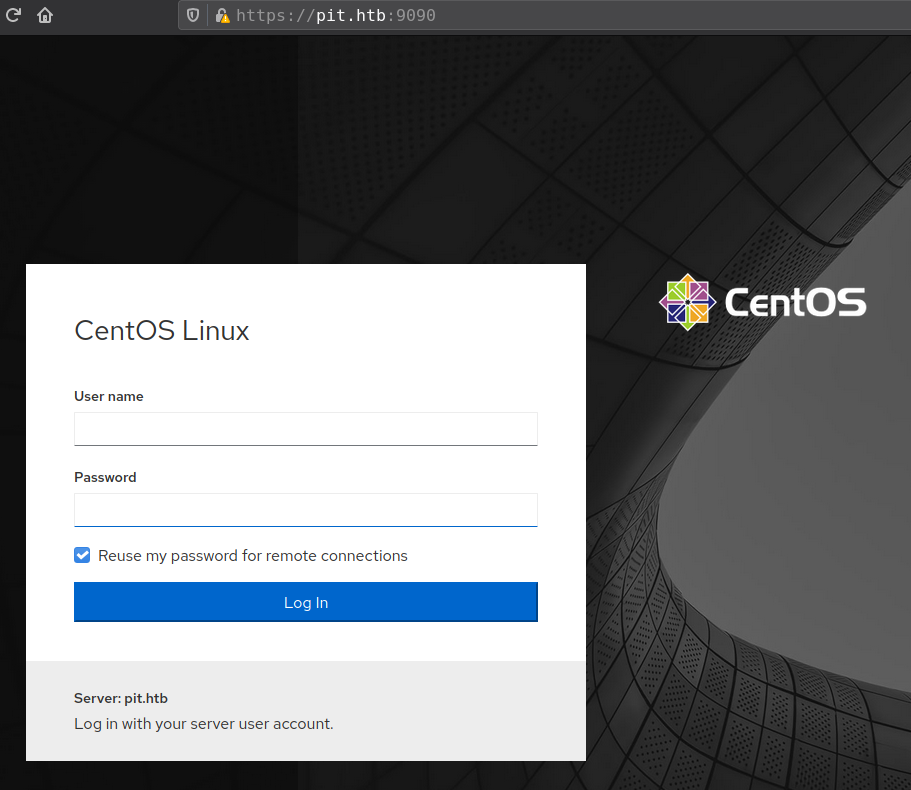 https://pit.htb:9090
CentOS
CentOS Linux
User name
Password
Reuse my password for remote connections
Log In
Server: pit.htb
Log in with your server user account.